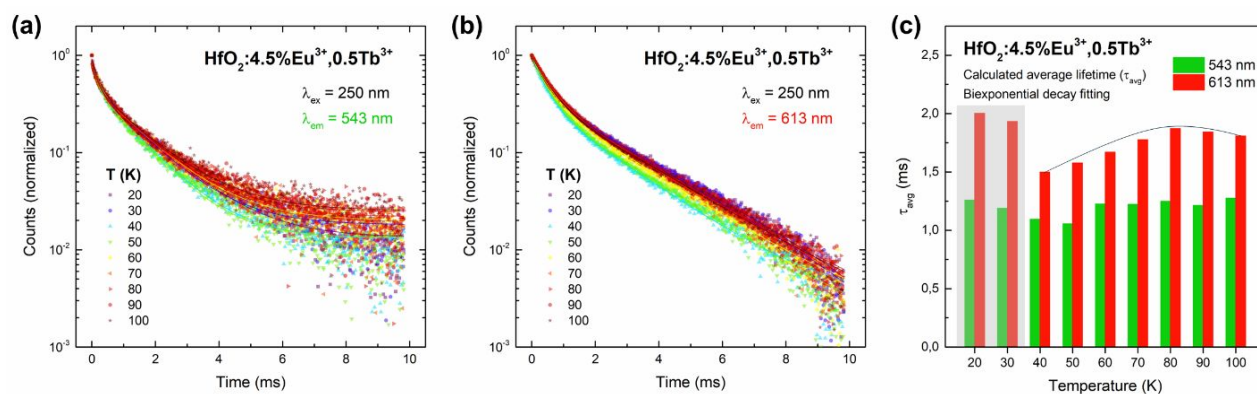 (a)
HfO2:4.5%Eu3+,0.5Tb3+
λex = 250 nm
λem = 543 nm
T (K)
20
30
40
50
60
70
80
90
100
Counts (normalized)
10^0
10^-1
10^-2
10^-3
0 2 4 6 8 10
Time (ms)
(b)
HfO2:4.5%Eu3+,0.5Tb3+
λex = 250 nm
λem = 613 nm
T (K)
20
30
40
50
60
70
80
90
100
Counts (normalized)
10^0
10^-1
10^-2
10^-3
0 2 4 6 8 10
Time (ms)
(c)
HfO2:4.5%Eu3+,0.5Tb3+
Calculated average lifetime (τavg)
Biexponential decay fitting
543 nm
613 nm
τavg (ms)
2,5
2,0
1,5
1,0
0,5
0,0
20 30 40 50 60 70 80 90 100
Temperature (K)